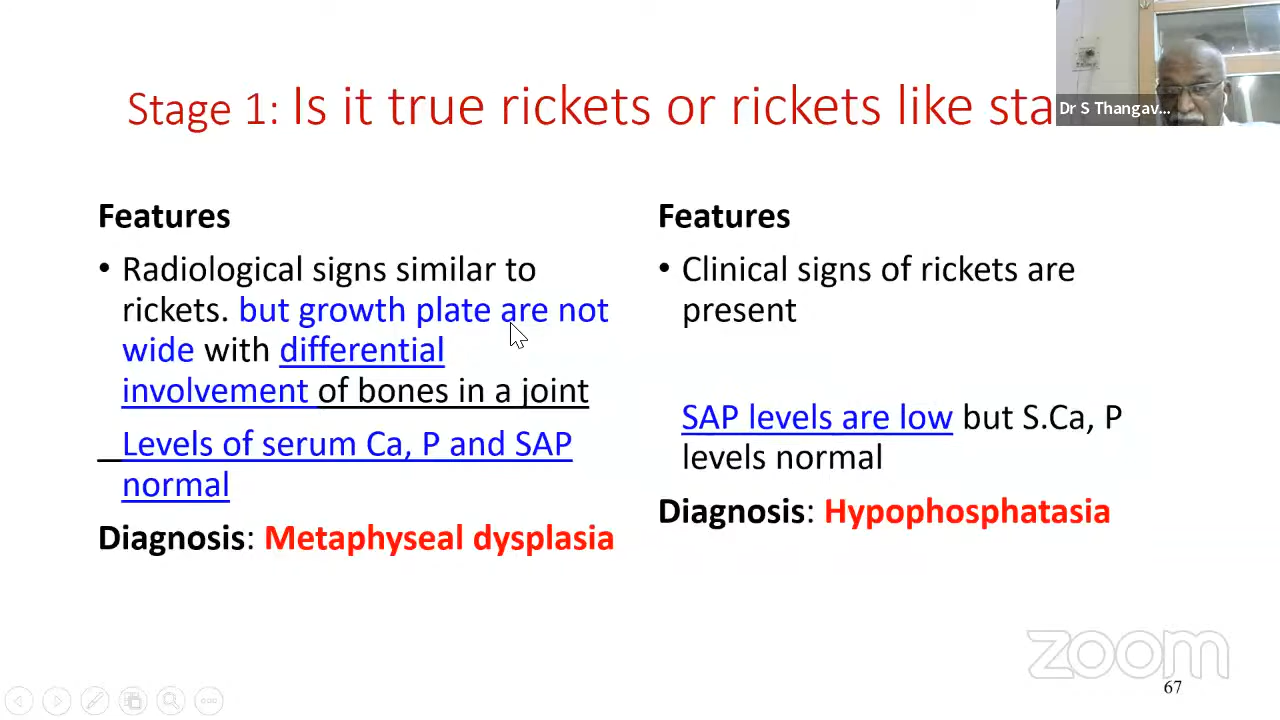 Stage 1: Is it true rickets or rickets like sta
Dr S Thangav...
Features
• Radiological signs similar to
rickets. but growth plate are not
wide with differential
involvement of bones in a joint
Levels of serum Ca, P and SAP
normal
Diagnosis: Metaphyseal dysplasia
Features
• Clinical signs of rickets are
present
SAP levels are low but S.Ca, P
levels normal
Diagnosis: Hypophosphatasia
zoom
67